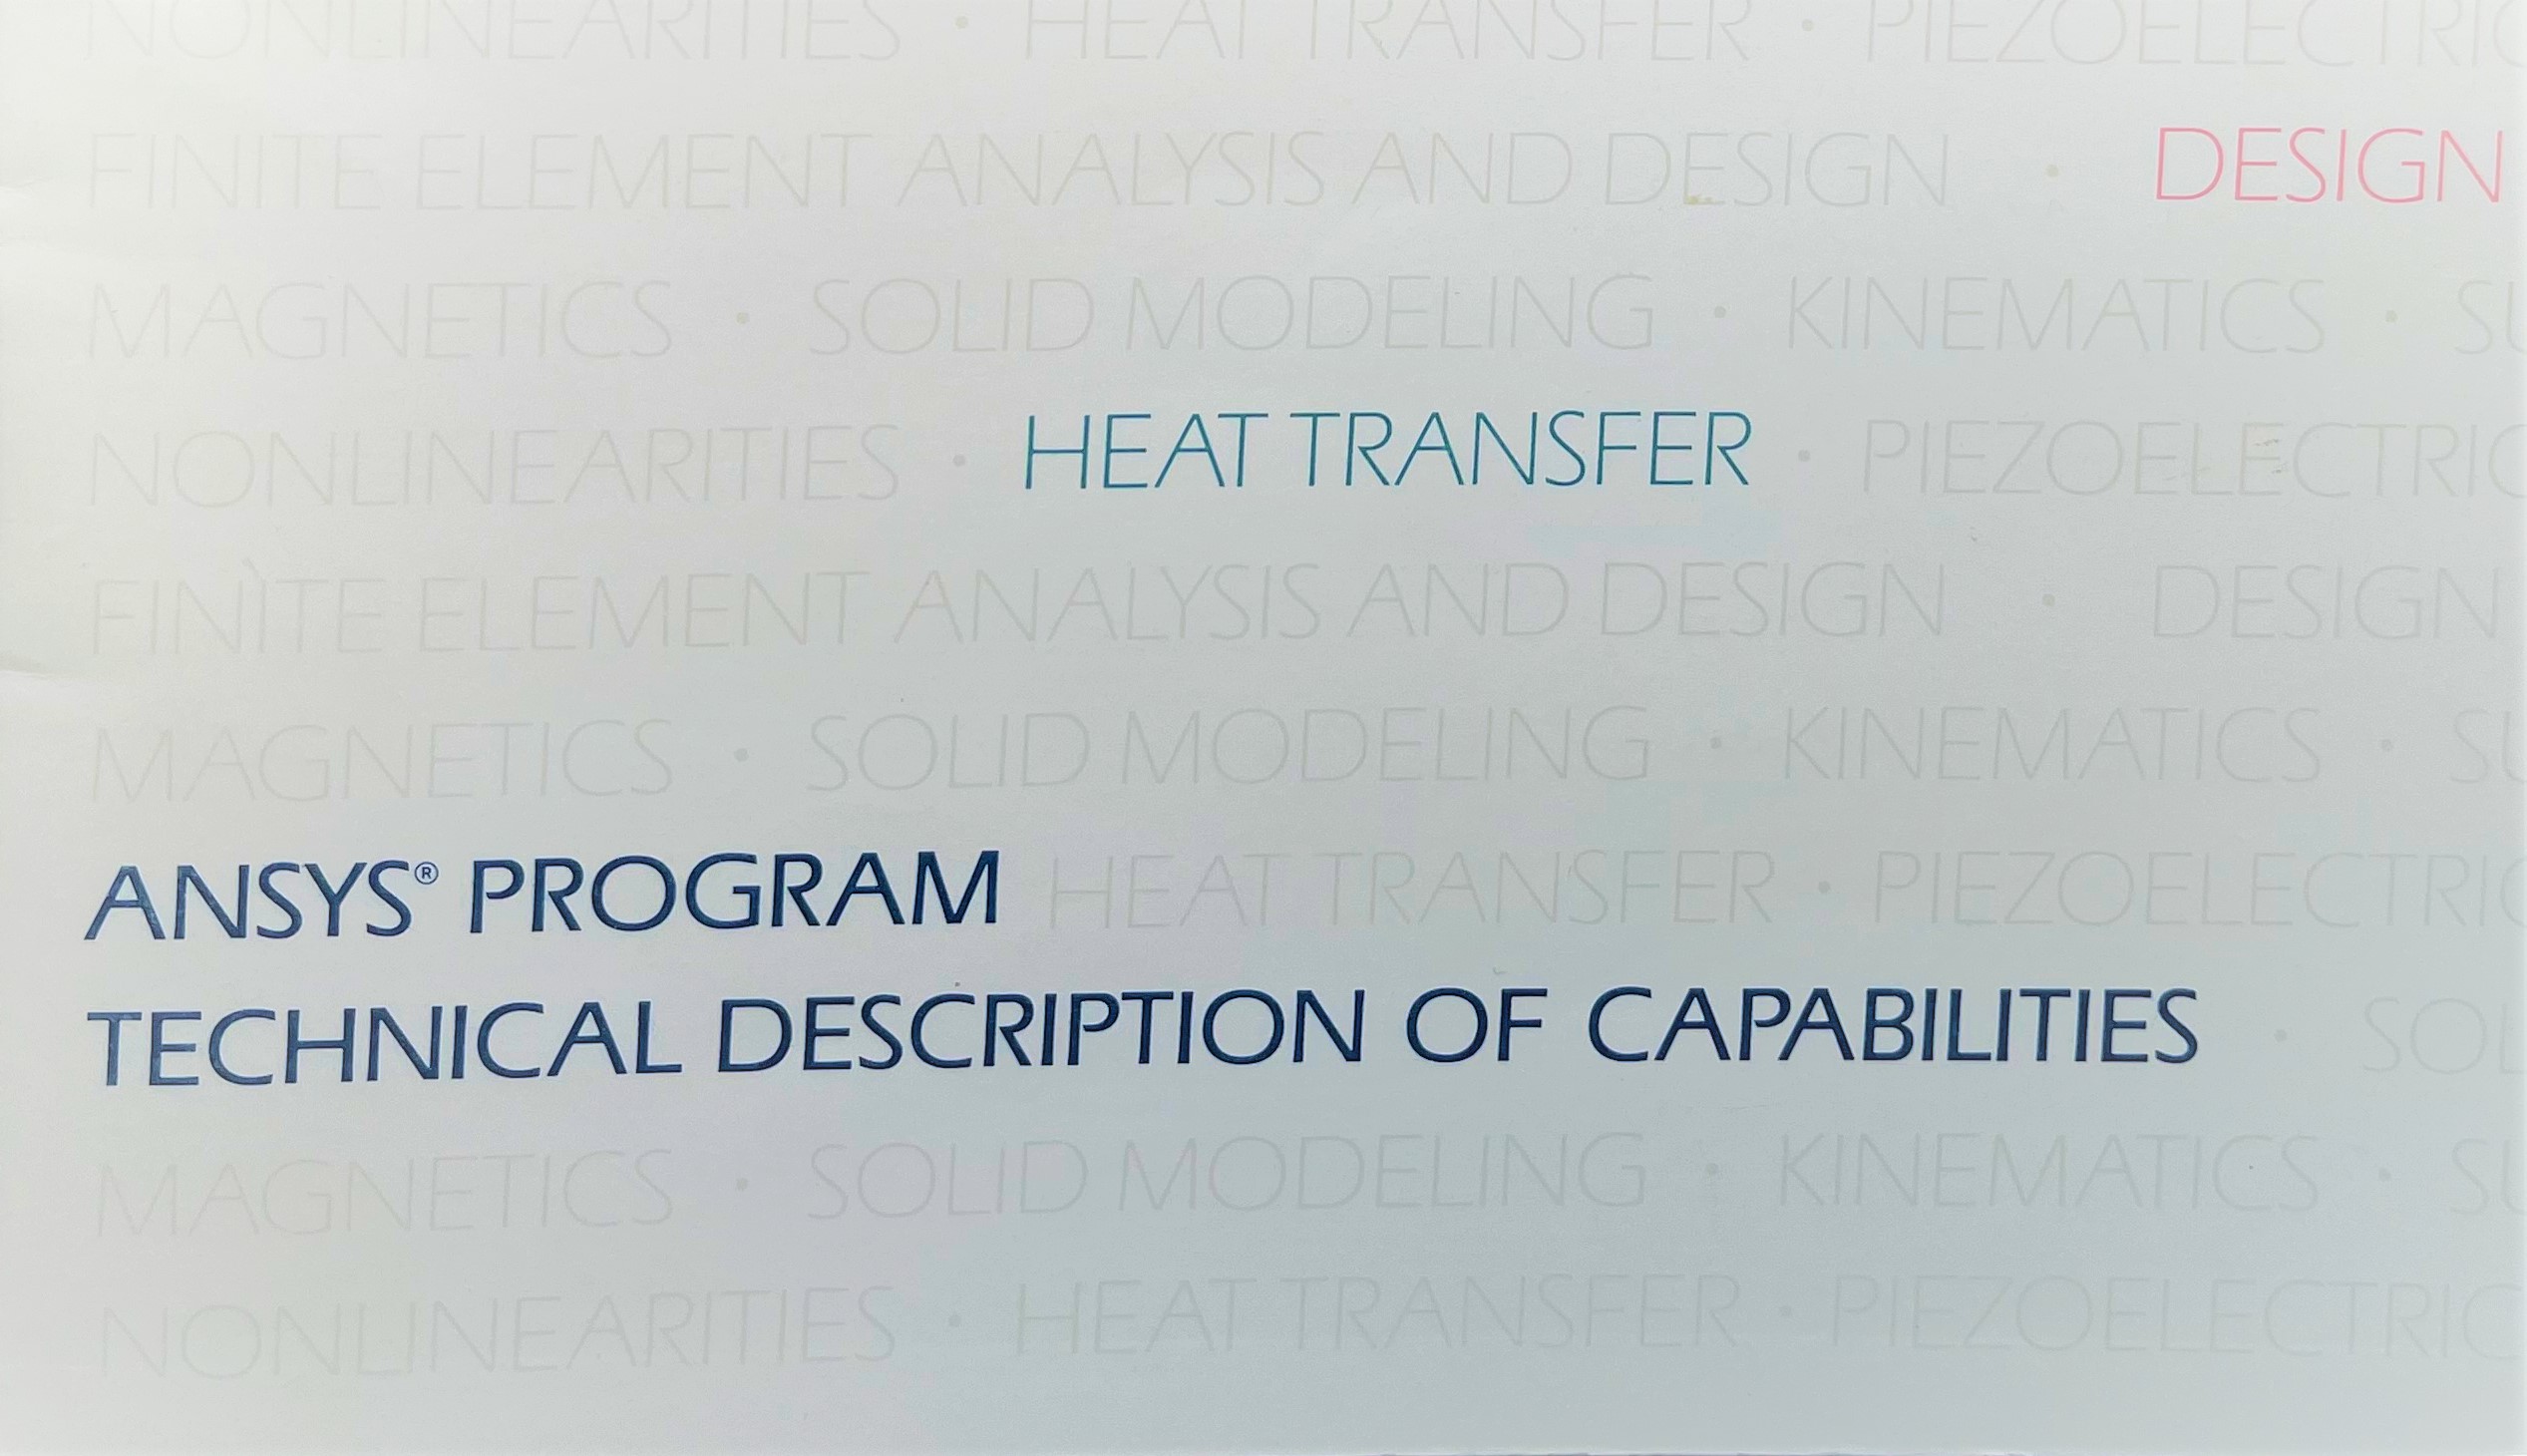 NONLINEARITIES • HEAT TRANSFER • PIEZOELECTRIC
FINITE ELEMENT ANALYSIS AND DESIGN • DESIGN
MAGNETICS • SOLID MODELING • KINEMATICS • SU
NONLINEARITIES • HEAT TRANSFER • PIEZOELECTRIC
FINITE ELEMENT ANALYSIS AND DESIGN • DESIGN
MAGNETICS • SOLID MODELING • KINEMATICS • SU
ANSYS® PROGRAM HEAT TRANSFER • PIEZOELECTRIC
TECHNICAL DESCRIPTION OF CAPABILITIES • SOL
MAGNETICS • SOLID MODELING • KINEMATICS • SU
NONLINEARITIES • HEAT TRANSFER • PIEZOELECTRIC